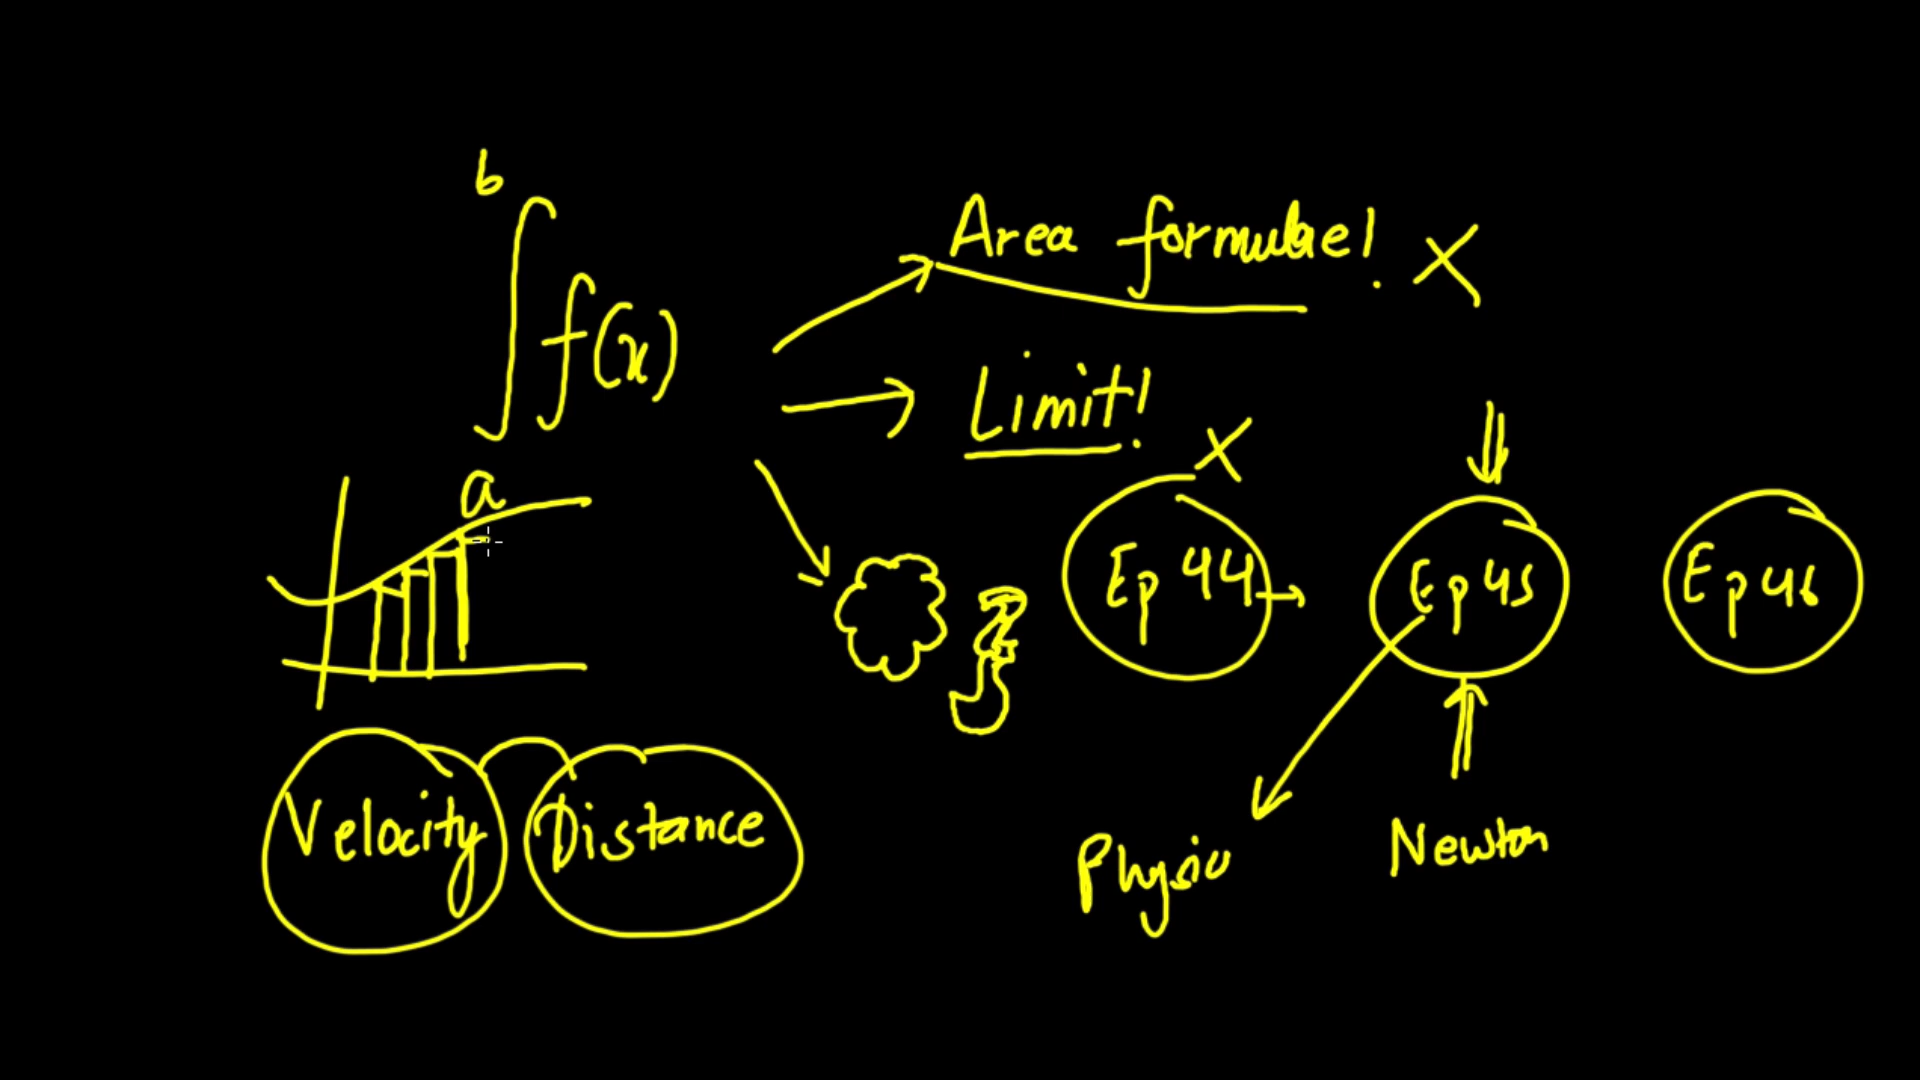 b
∫ f(x)
a
Area formulae! X
Limit!
X
Ep 44
Ep 45
Ep 46
Velocity
Distance
Physic
Newton